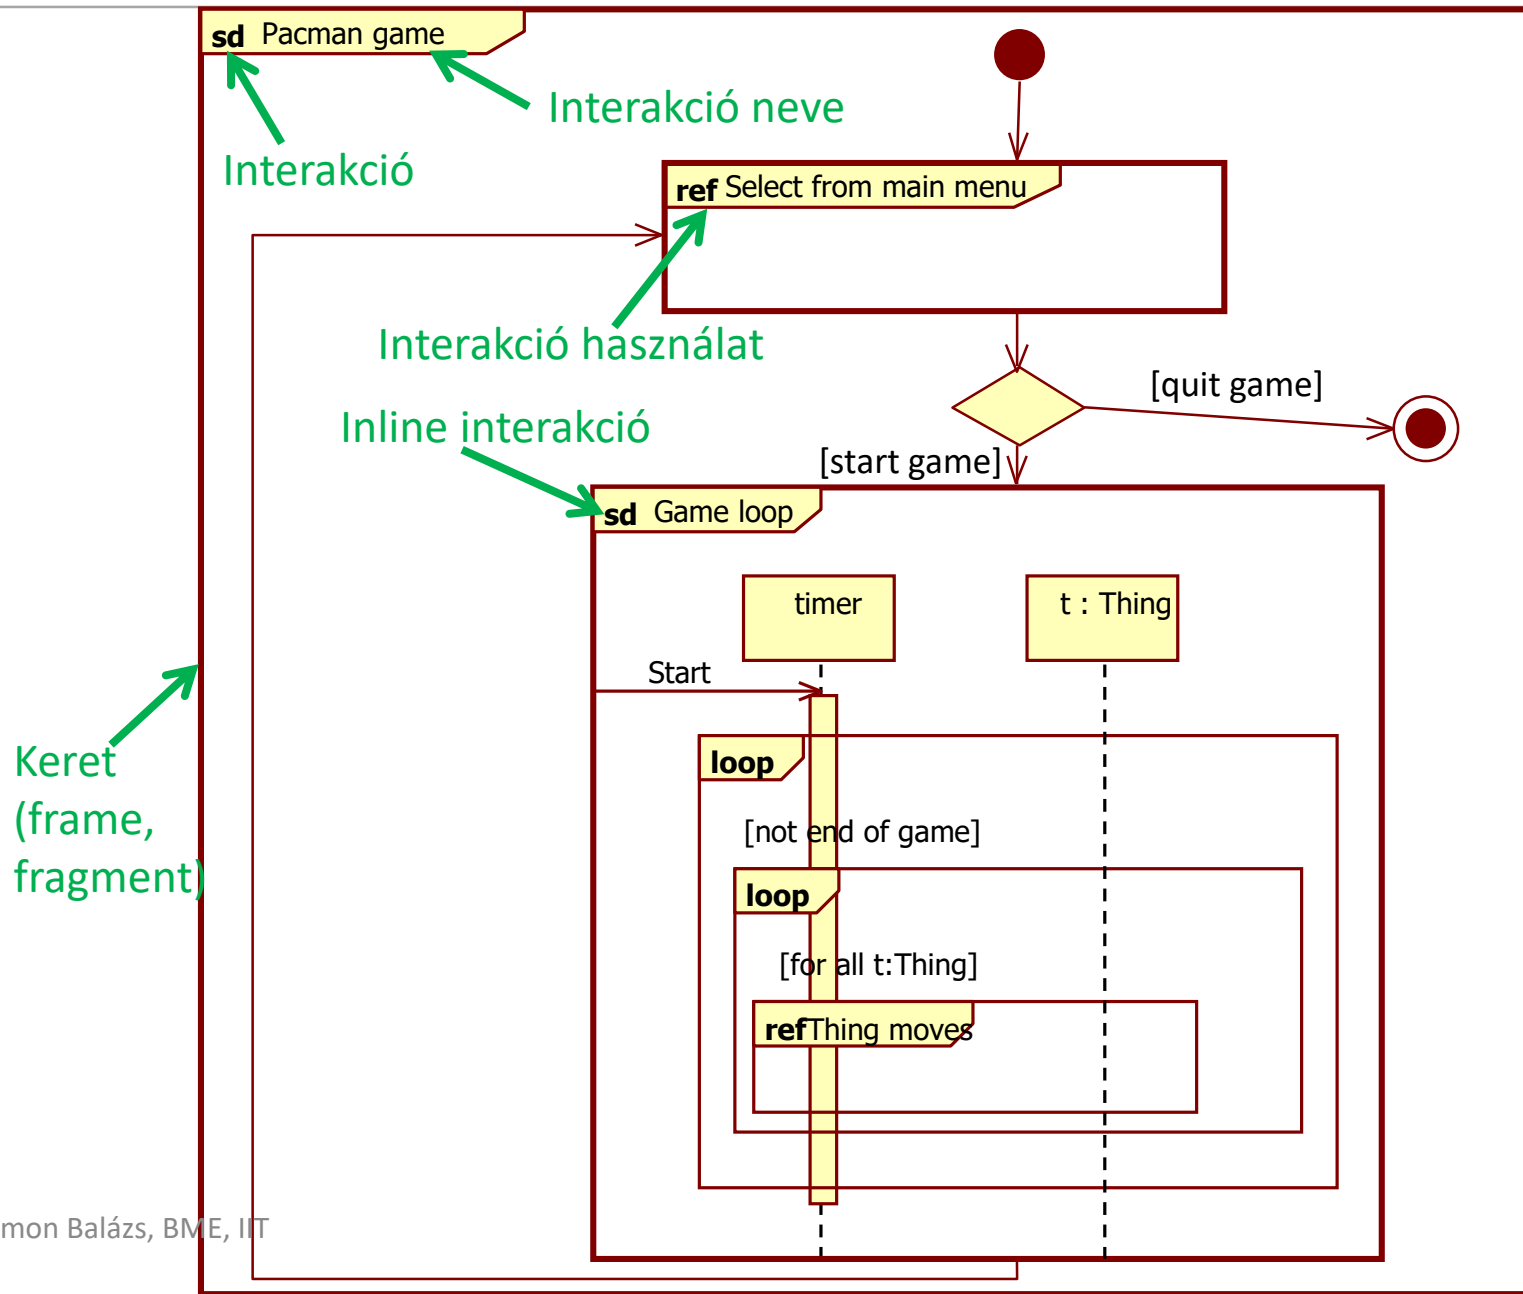 sd Pacman game
Interakció neve
Interakció
ref Select from main menu
Interakció használat
[quit game]
Inline interakció
[start game]
sd Game loop
timer
t : Thing
Start
Keret
(frame,
fragment)
loop
[not end of game]
loop
[for all t:Thing]
ref Thing moves
mon Balázs, BME, IIT